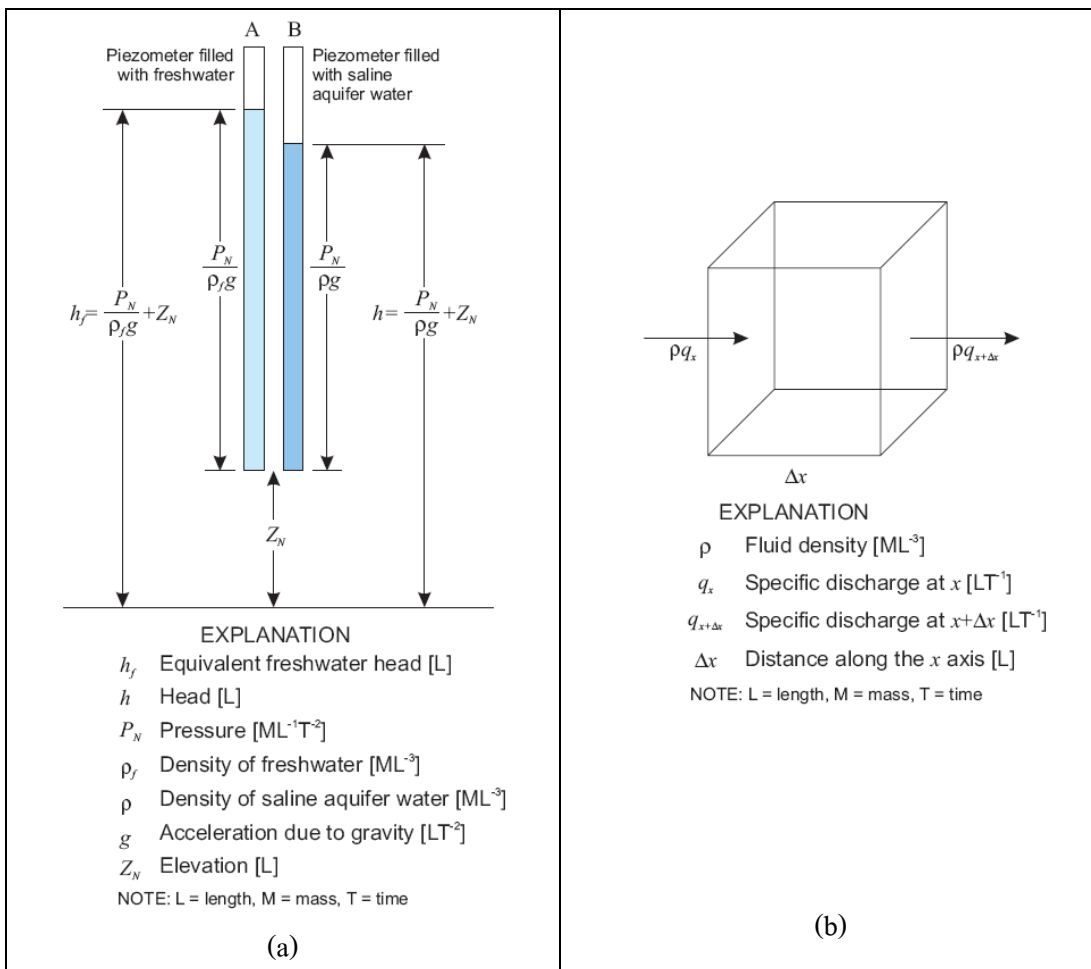 A B
Piezometer filled
with freshwater
Piezometer filled
with saline
aquifer water
P_N
ρ_f g
P_N
ρg
h_f = P_N/ρ_f g + Z_N
h = P_N/ρg + Z_N
Z_N
EXPLANATION
h_f Equivalent freshwater head [L]
h Head [L]
P_N Pressure [ML⁻¹T⁻²]
ρ_f Density of freshwater [ML⁻³]
ρ Density of saline aquifer water [ML⁻³]
g Acceleration due to gravity [LT⁻²]
Z_N Elevation [L]
NOTE: L = length, M = mass, T = time
(a)
ρq_x
ρq_x+Δx
Δx
EXPLANATION
ρ Fluid density [ML⁻³]
q_x Specific discharge at x [LT⁻¹]
q_x+Δx Specific discharge at x+Δx [LT⁻¹]
Δx Distance along the x axis [L]
NOTE: L = length, M = mass, T = time
(b)